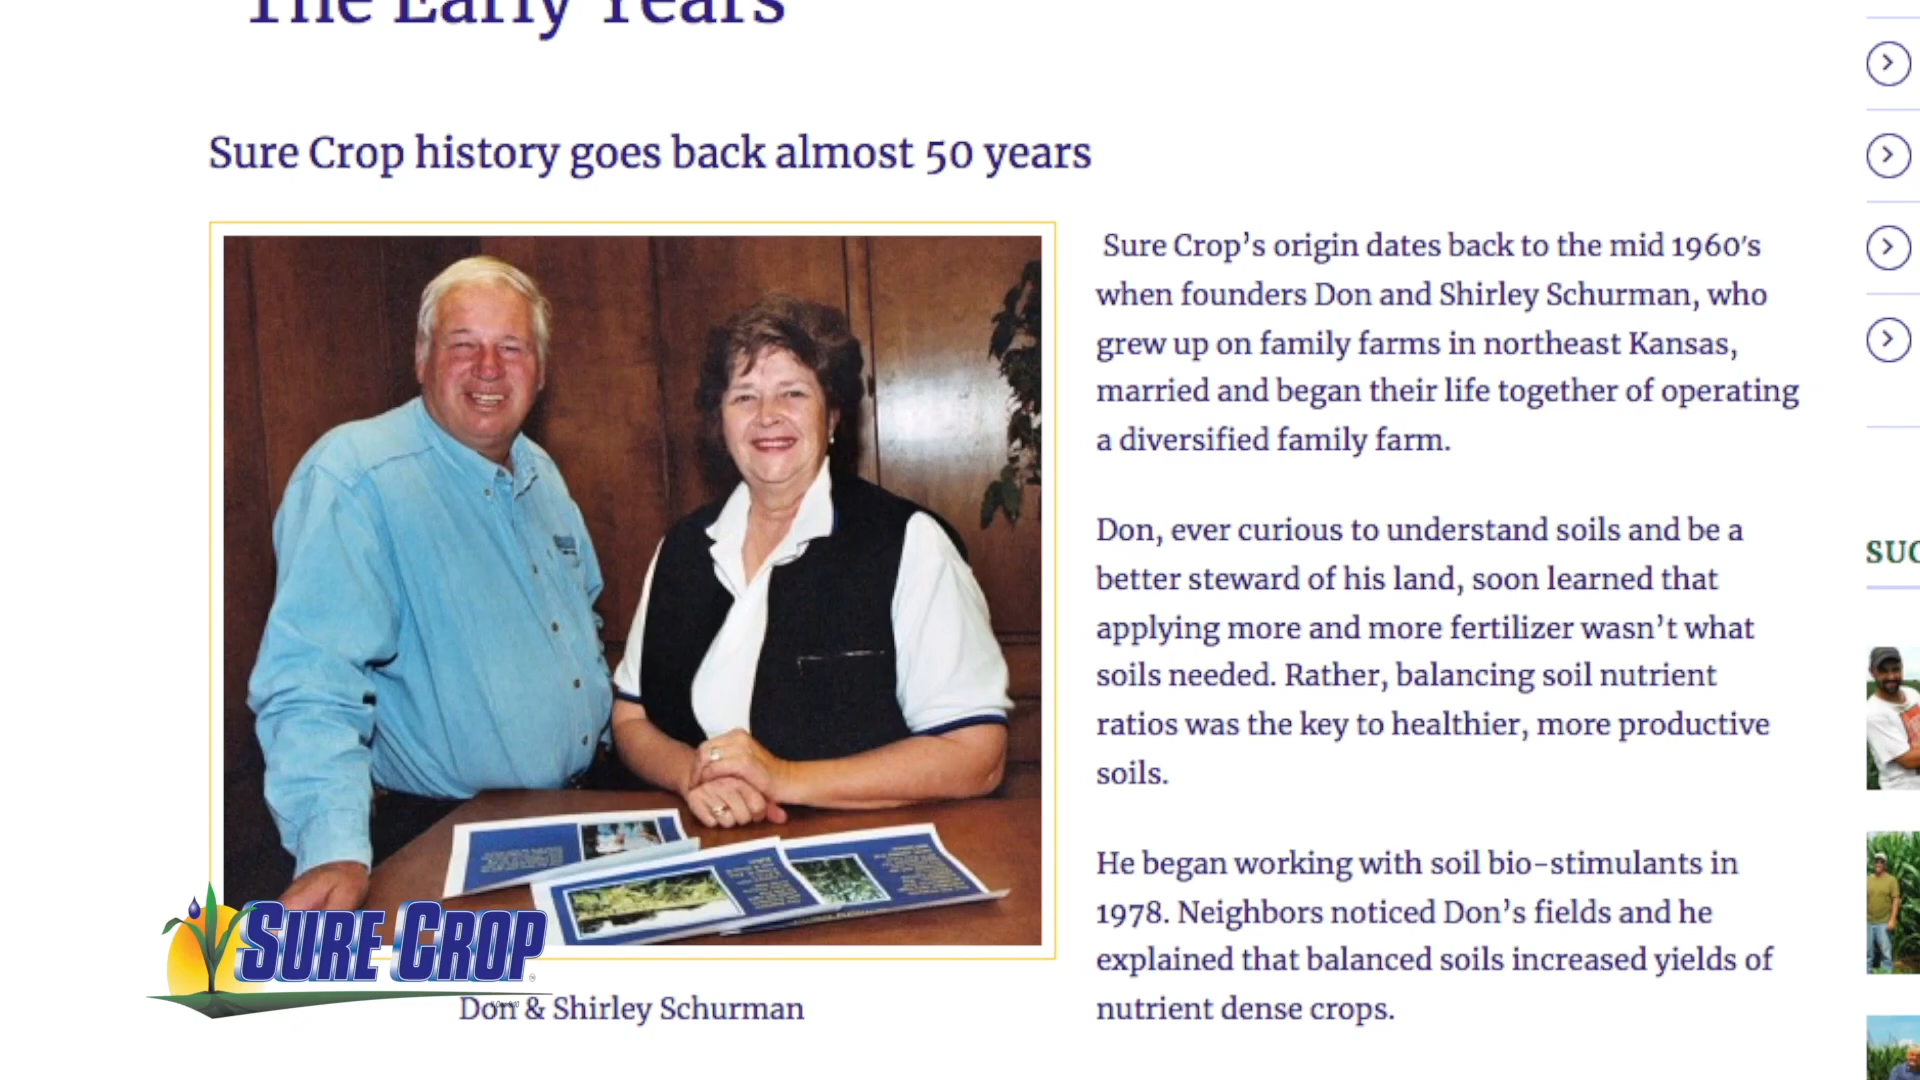 The Early Years
Sure Crop history goes back almost 50 years
Sure Crop’s origin dates back to the mid 1960′s
when founders Don and Shirley Schurman, who
grew up on family farms in northeast Kansas,
married and began their life together of operating
a diversified family farm.
Don, ever curious to understand soils and be a
better steward of his land, soon learned that
applying more and more fertilizer wasn’t what
soils needed. Rather, balancing soil nutrient
ratios was the key to healthier, more productive
soils.
He began working with soil bio-stimulants in
1978. Neighbors noticed Don’s fields and he
explained that balanced soils increased yields of
nutrient dense crops.
SURE CROP
Don & Shirley Schurman